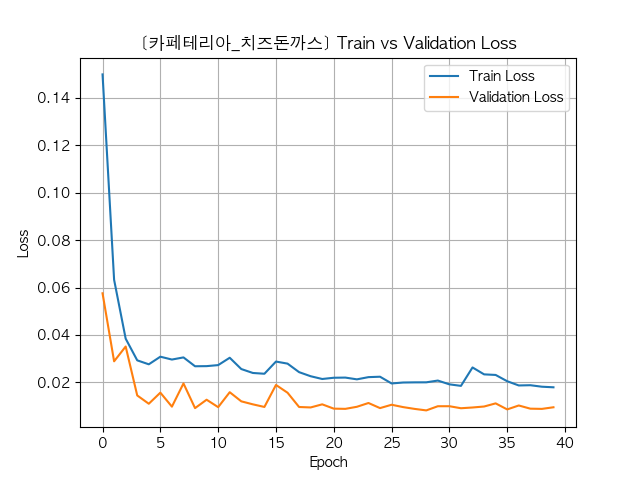 [카페테리아_치즈돈까스] Train vs Validation Loss
Train Loss
Validation Loss
Loss
0.14
0.12
0.10
0.08
0.06
0.04
0.02
0 5 10 15 20 25 30 35 40
Epoch